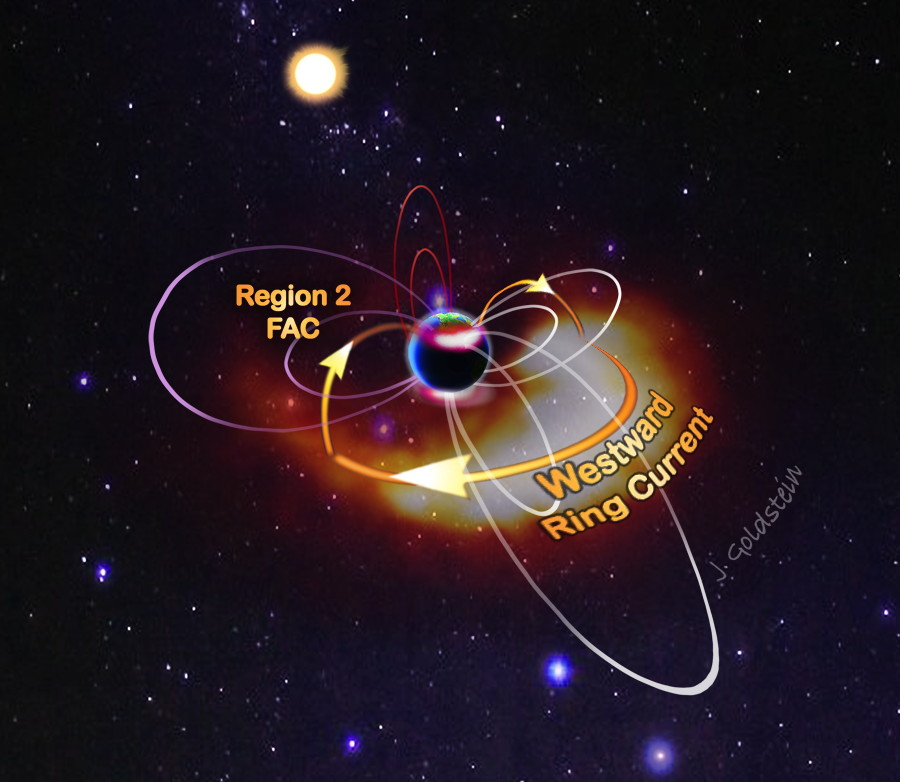 Region 2
FAC
Westward
Ring Current
J. Goldstein